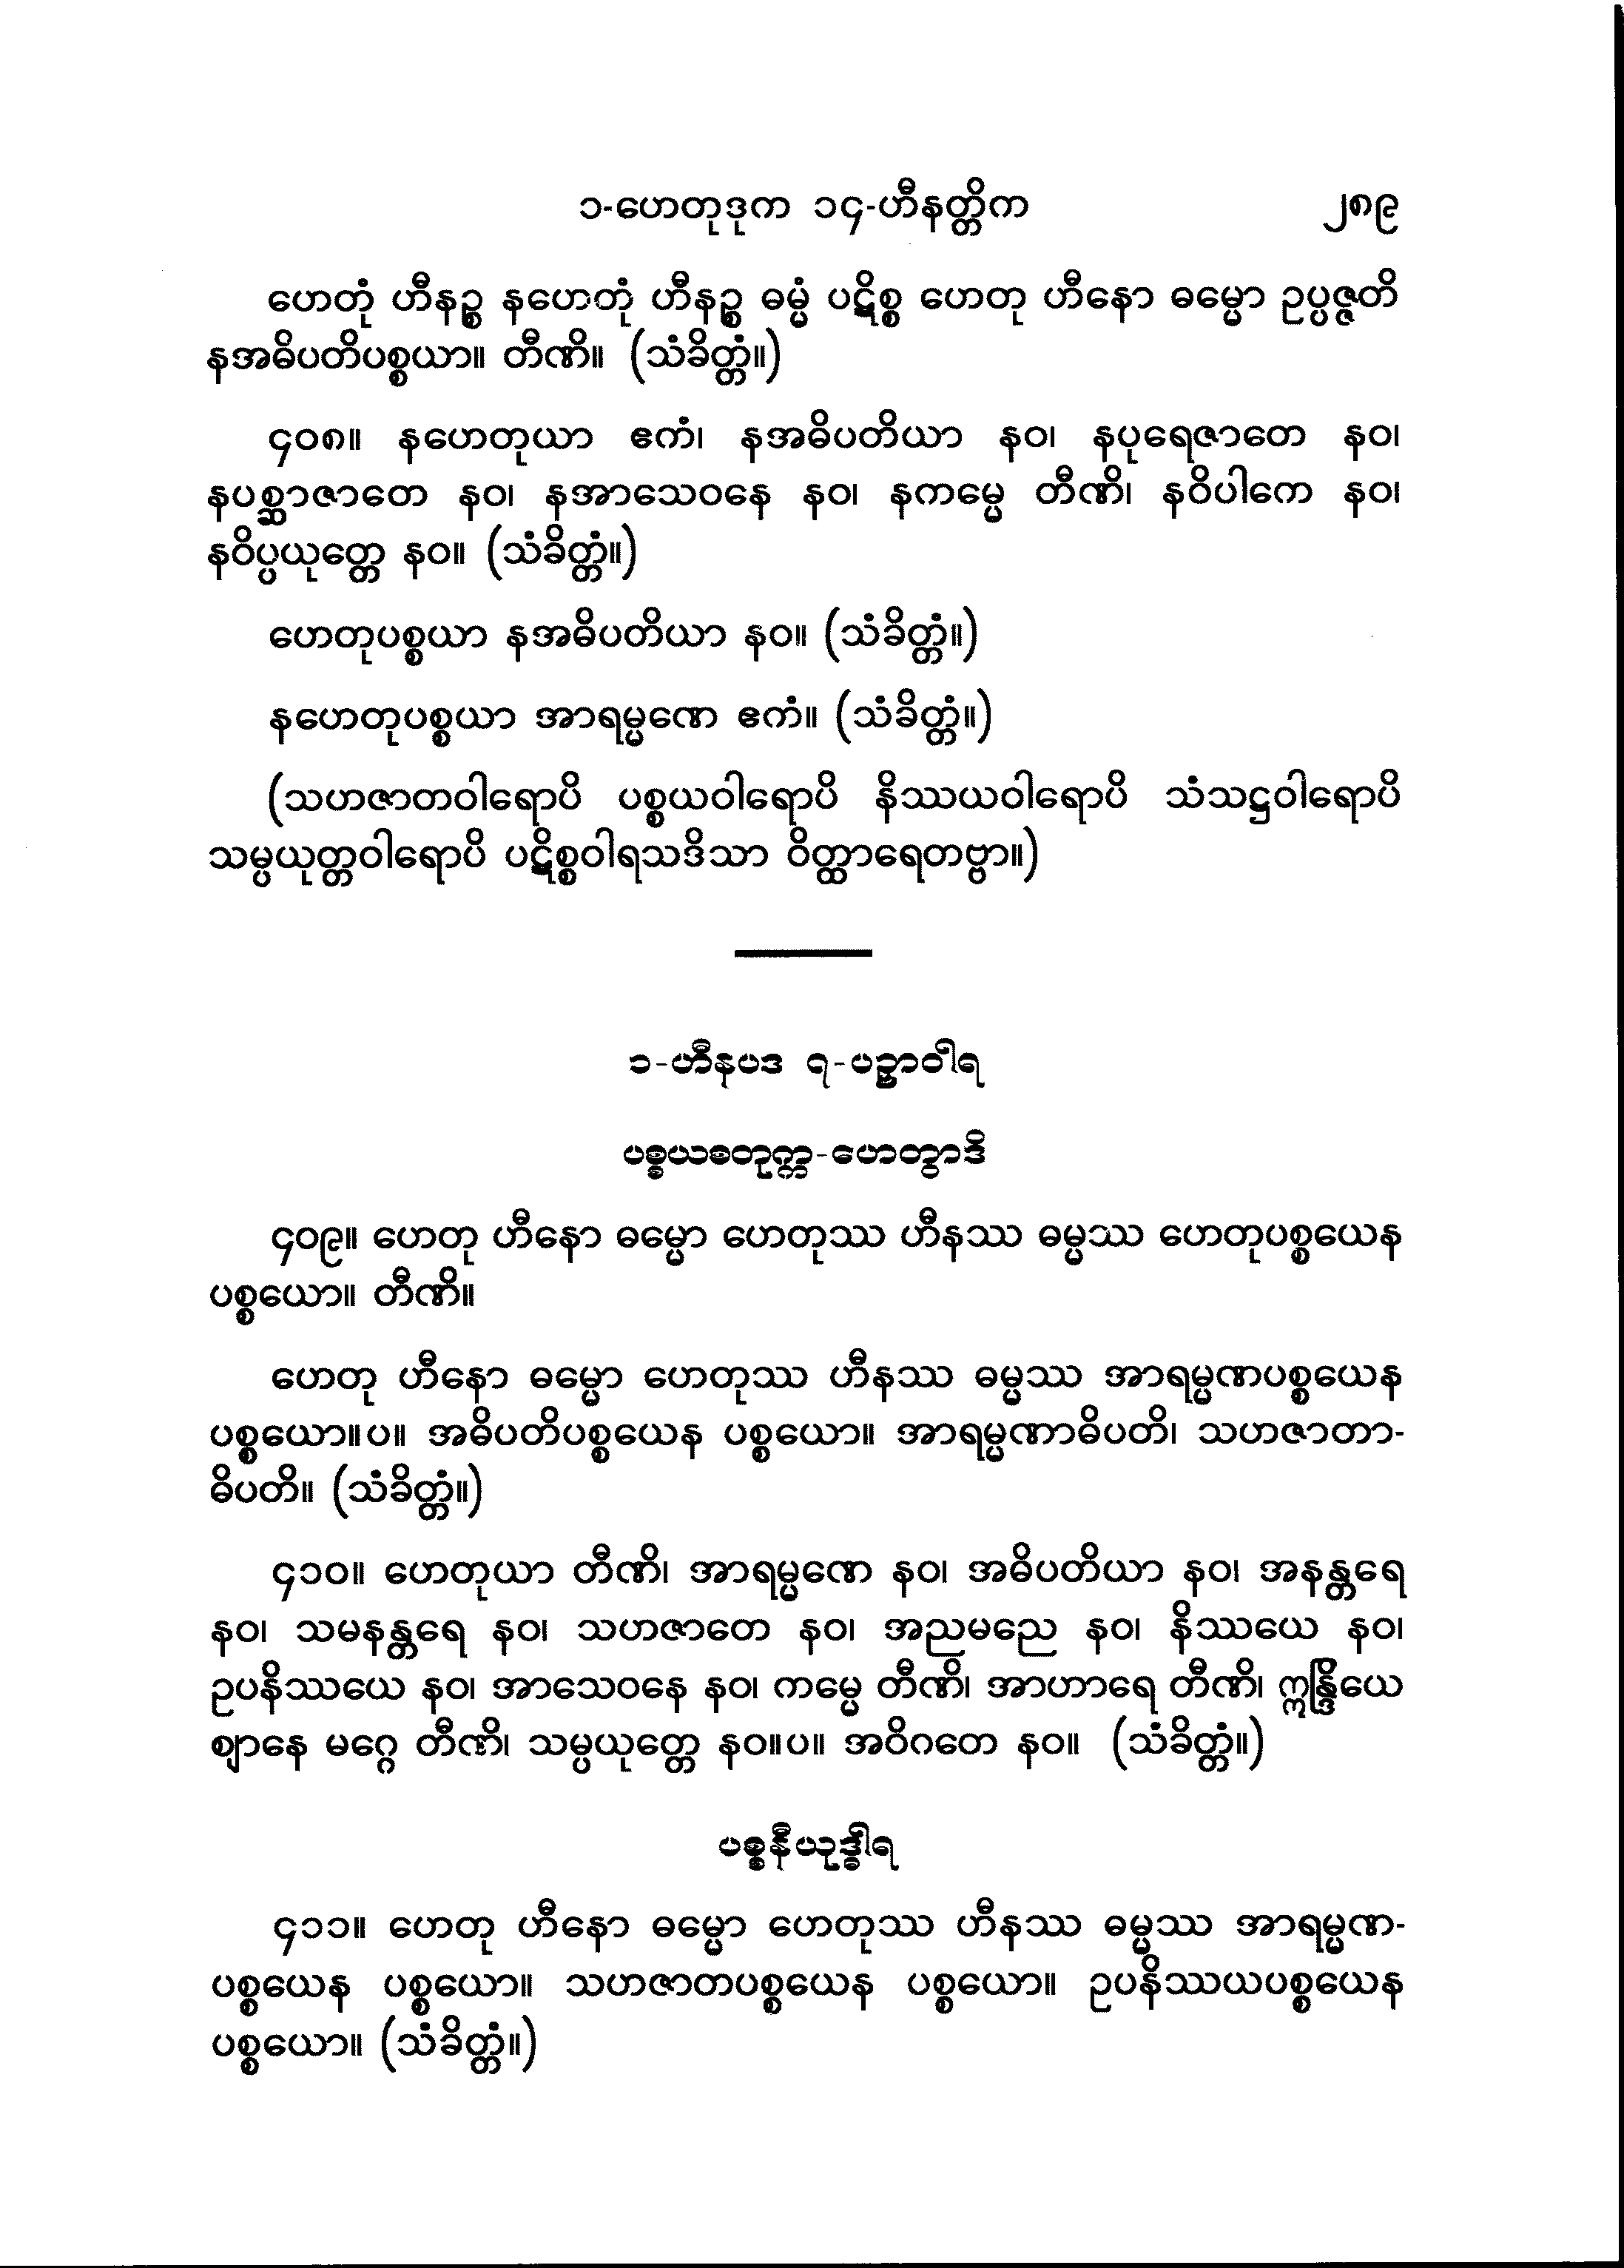 ၁-ဟေတုဒုက ၁၄-ဟီနတ္တိက ၂၈၉
ဟေတုံ ဟီနဉ္စ နဟေတုံ ဟီနဉ္စ ဓမ္မံ ပဋိစ္စ ဟေတု ဟီနော ဓမ္မော ဥပ္ပဇ္ဇတိ
နအဓိပတိပစ္စယာ။ တီဏိ။ (သံခိတ္တံ။)
၄၀၈။ နဟေတုယာ ဧကံ၊ နအဓိပတိယာ နဝ၊ နပုရေဇာတေ နဝ၊
နပစ္ဆာဇာတေ နဝ၊ နအာသေဝနေ နဝ၊ နကမ္မေ တီဏိ၊ နဝိပါကေ နဝ၊
နဝိပ္ပယုတ္တေ နဝ။ (သံခိတ္တံ။)
ဟေတုပစ္စယာ နအဓိပတိယာ နဝ။ (သံခိတ္တံ။)
နဟေတုပစ္စယာ အာရမ္မဏေ ဧကံ။ (သံခိတ္တံ။)
(သဟဇာတဝါရောပိ ပစ္စယဝါရောပိ နိဿယဝါရောပိ သံသဋ္ဌဝါရောပိ
သမ္ပယုတ္တဝါရောပိ ပဋိစ္စဝါရသဒိသာ ဝိတ္ထာရေတဗ္ဗာ။)
၁-ဟီနပဒ ၇-ပဉှာဝါရ
ပစ္စယစတုက္က-ဟေတွာဒိ
၄၀၉။ ဟေတု ဟီနော ဓမ္မော ဟေတုဿ ဟီနဿ ဓမ္မဿ ဟေတုပစ္စယေန
ပစ္စယော။ တီဏိ။
ဟေတု ဟီနော ဓမ္မော ဟေတုဿ ဟီနဿ ဓမ္မဿ အာရမ္မဏပစ္စယေန
ပစ္စယော။ပ။ အဓိပတိပစ္စယေန ပစ္စယော။ အာရမ္မဏာဓိပတိ၊ သဟဇာတာ-
ဓိပတိ။ (သံခိတ္တံ။)
၄၁၀။ ဟေတုယာ တီဏိ၊ အာရမ္မဏေ နဝ၊ အဓိပတိယာ နဝ၊ အနန္တရေ
နဝ၊ သမနန္တရေ နဝ၊ သဟဇာတေ နဝ၊ အညမညေ နဝ၊ နိဿယေ နဝ၊
ဥပနိဿယေ နဝ၊ အာသေဝနေ နဝ၊ ကမ္မေ တီဏိ၊ အာဟာရေ တီဏိ၊ ဣန္ဒြိယေ
ဈာနေ မဂ္ဂေ တီဏိ၊ သမ္ပယုတ္တေ နဝ။ပ။ အဝိဂတေ နဝ။ (သံခိတ္တံ။)
ပစ္စနီယုဒ္ဓါရ
၄၁၁။ ဟေတု ဟီနော ဓမ္မော ဟေတုဿ ဟီနဿ ဓမ္မဿ အာရမ္မဏ-
ပစ္စယေန ပစ္စယော။ သဟဇာတပစ္စယေန ပစ္စယော။ ဥပနိဿယပစ္စယေန
ပစ္စယော။ (သံခိတ္တံ။)